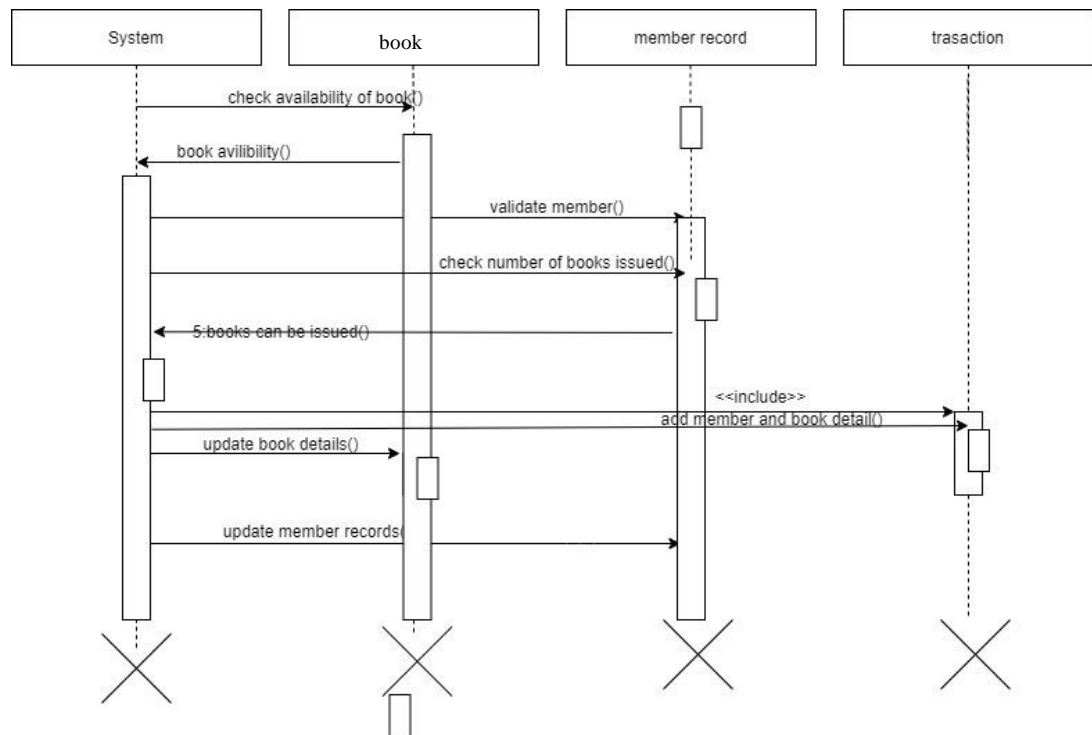 System
book
member record
trasaction
check availability of book()
book avilibility()
validate member()
check number of books issued()
5:books can be issued()
<<include>>
add member and book detail()
update book details()
update member records(